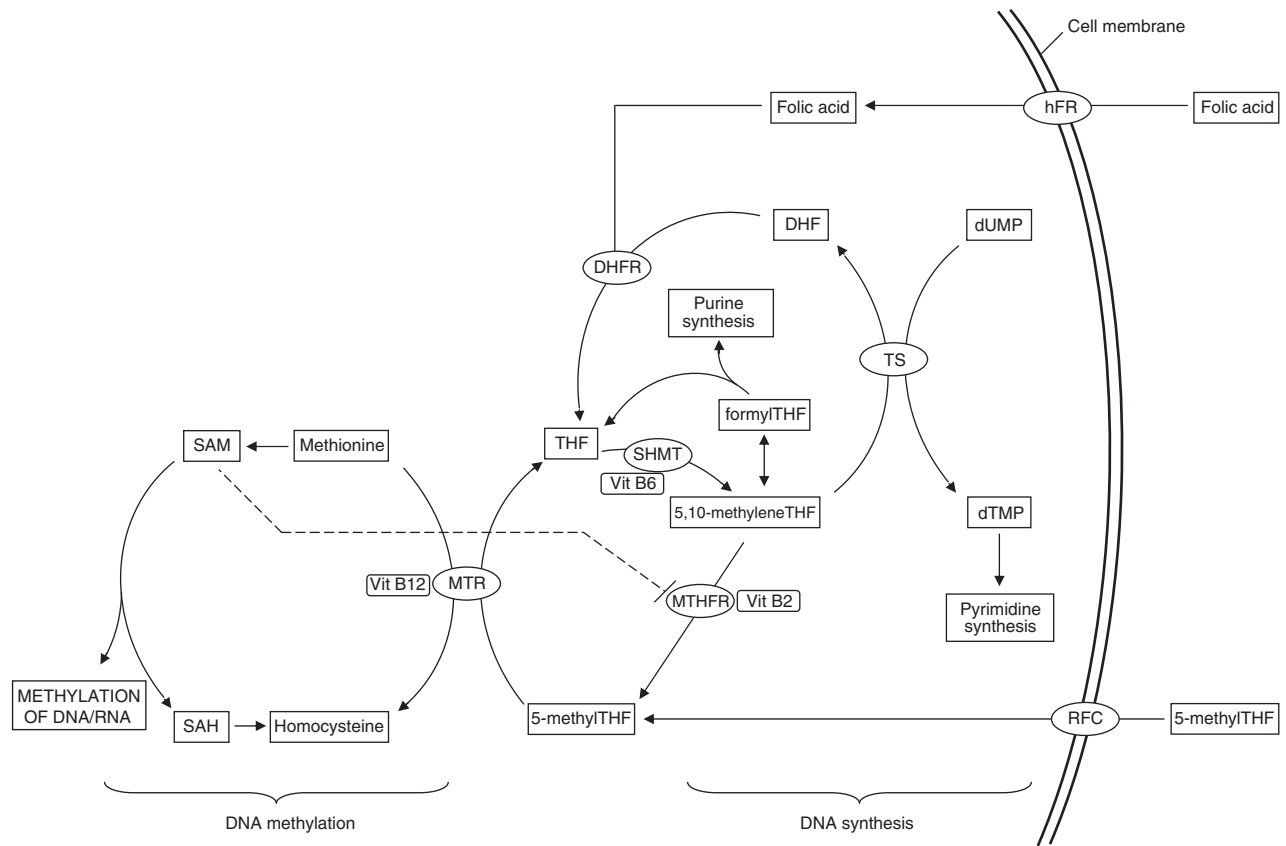 Cell membrane
Folic acid
hFR
Folic acid
DHF
dUMP
DHFR
Purine
synthesis
TS
formylTHF
SAM
Methionine
THF
SHMT
Vit B6
5,10-methyleneTHF
dTMP
Vit B12
MTR
MTHFR
Vit B2
Pyrimidine
synthesis
METHYLATION
OF DNA/RNA
SAH
Homocysteine
5-methylTHF
RFC
5-methylTHF
DNA methylation
DNA synthesis